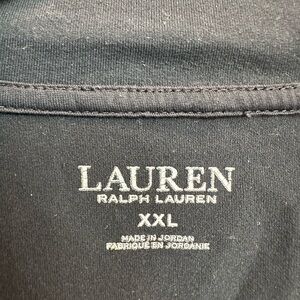 LAUREN
RALPH LAUREN
XXL
MADE IN JORDAN
FABRIQUÉ EN JORDANIE